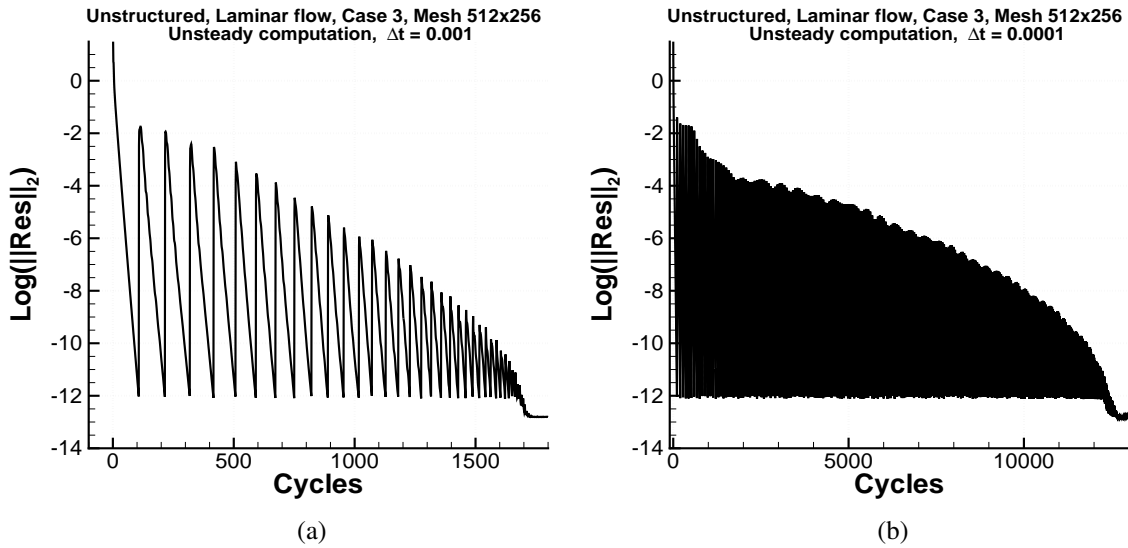 Unstructured, Laminar flow, Case 3, Mesh 512x256
Unsteady computation, Δt = 0.001
Log(||Res||₂)
0
-2
-4
-6
-8
-10
-12
-14
0
500
1000
1500
Cycles
(a)
Unstructured, Laminar flow, Case 3, Mesh 512x256
Unsteady computation, Δt = 0.0001
Log(||Res||₂)
0
-2
-4
-6
-8
-10
-12
-14
0
5000
10000
Cycles
(b)